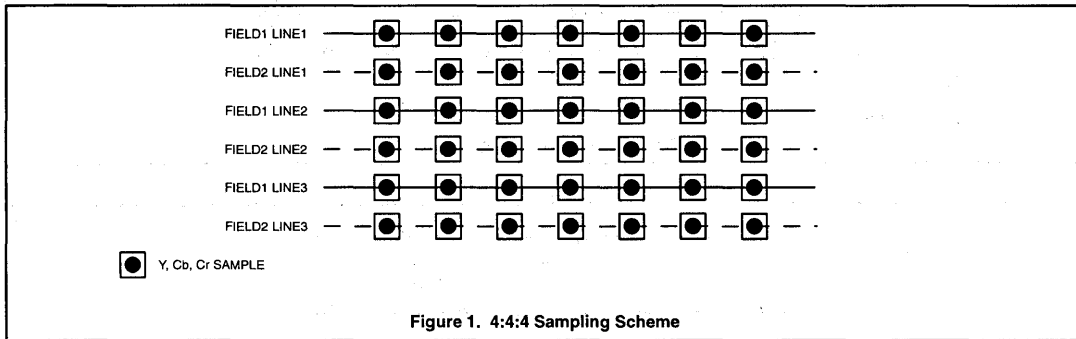 FIELD1 LINE1
FIELD2 LINE1
FIELD1 LINE2
FIELD2 LINE2
FIELD1 LINE3
FIELD2 LINE3
Y, Cb, Cr SAMPLE
Figure 1. 4:4:4 Sampling Scheme